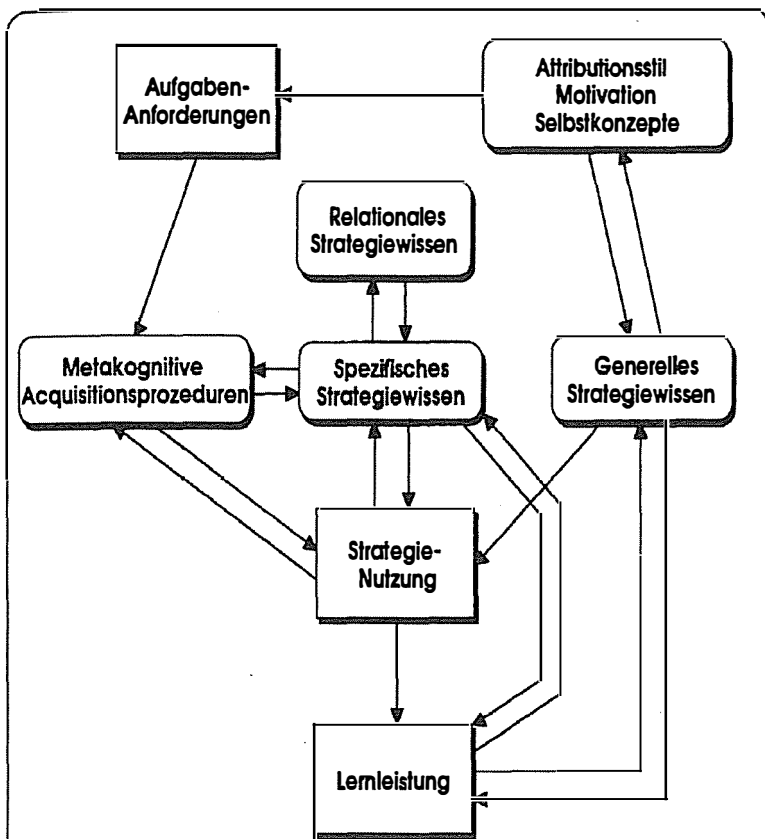 Aufgaben-
Anforderungen
Attributionsstil
Motivation
Selbstkonzepte
Relationales
Strategiewissen
Metakognitive
Acquisitionsprozeduren
Spezifisches
Strategiewissen
Generelles
Strategiewissen
Strategie-
Nutzung
Lernleistung